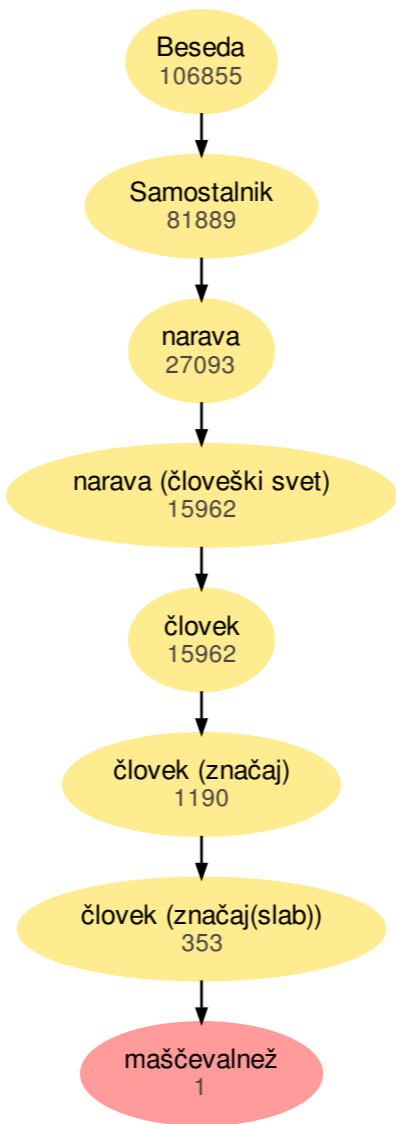 Beseda
106855
Samostalnik
81889
narava
27093
narava (človeški svet)
15962
človek
15962
človek (značaj)
1190
človek (značaj(slab))
353
maščevalnež
1